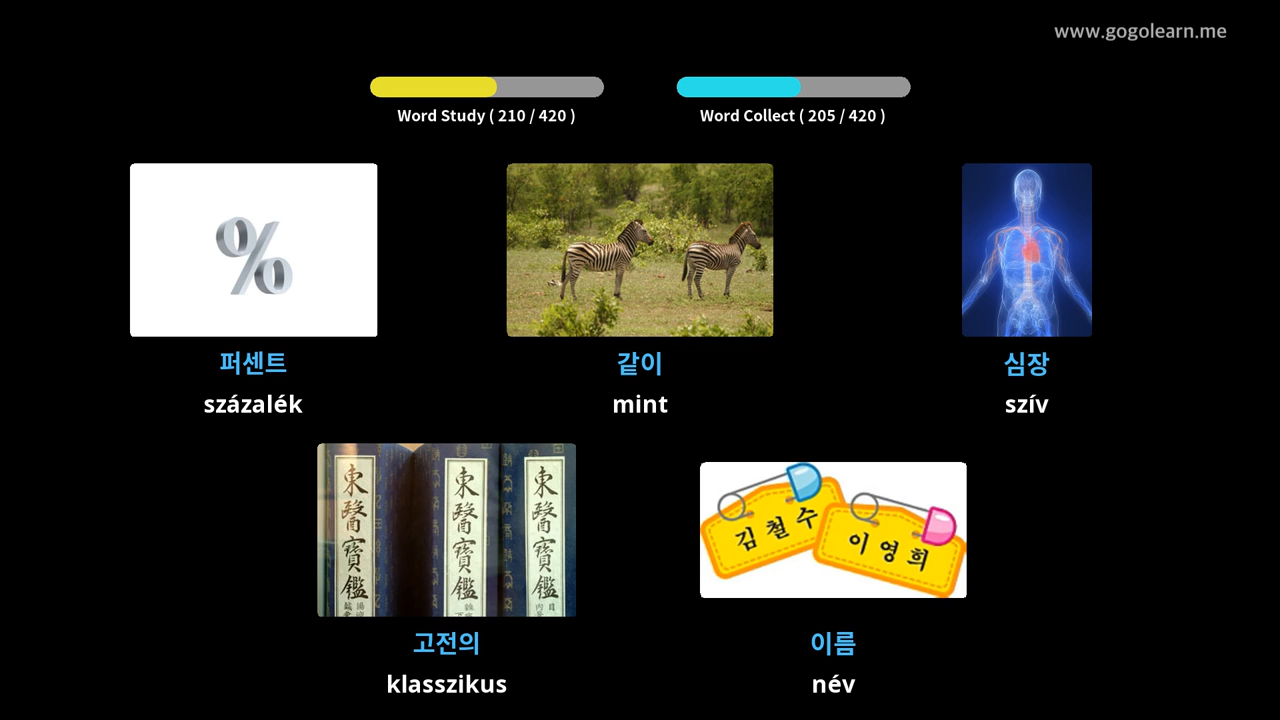 www.gogolearn.me
Word Study ( 210 / 420 )
Word Collect ( 205 / 420 )
%
퍼센트
같이
심장
százalék
mint
szív
東醫寶鑑
東醫寶鑑
東醫寶鑑
김철수
이영희
고전의
이름
klasszikus
név